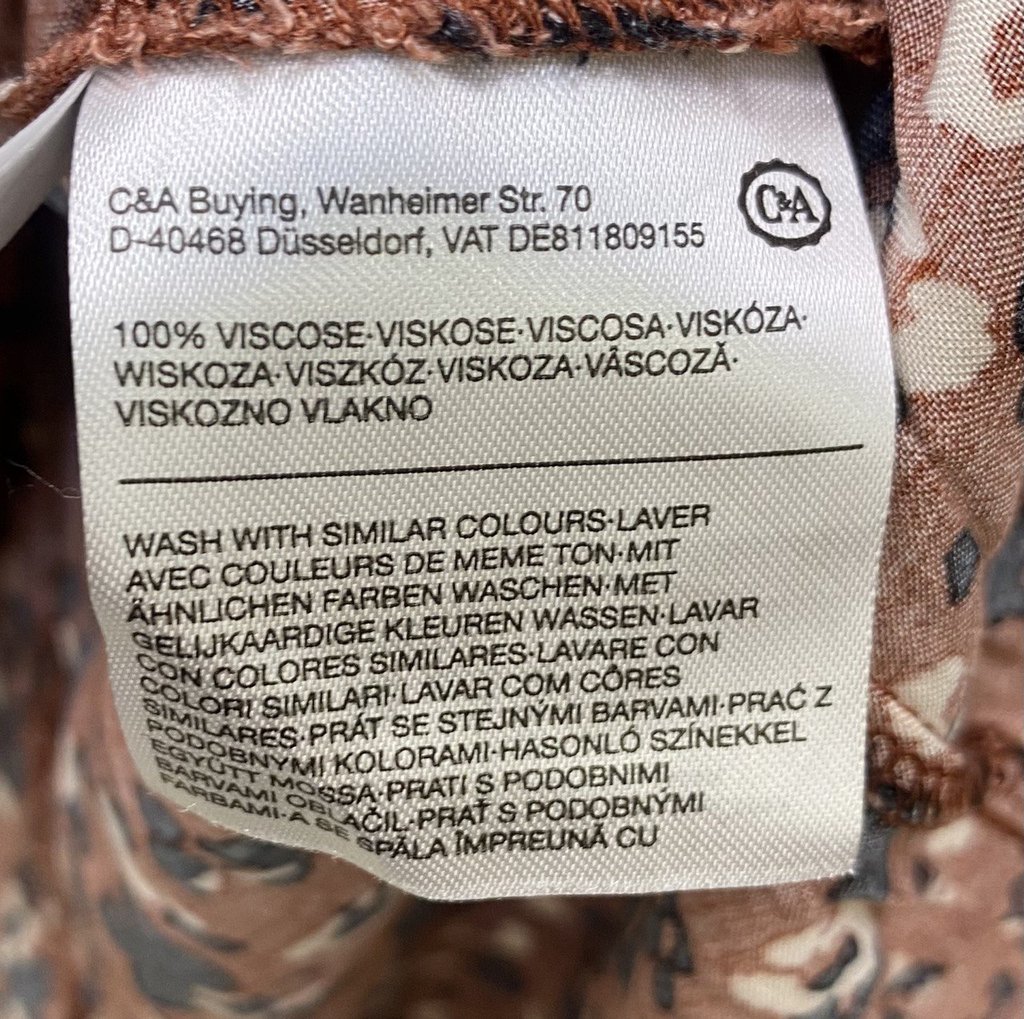 C&A Buying, Wanheimer Str. 70
D-40468 Düsseldorf, VAT DE811809155
C&A
100% VISCOSE·VISKOSE·VISCOSA·VISKÓZA·
WISKOZA·VISZKÓZ·VISKOZA·VÂSCOZĂ·
VISKOZNO VLAKNO
WASH WITH SIMILAR COLOURS·LAVER
AVEC COULEURS DE MEME TON·MIT
ÄHNLICHEN FARBEN WASCHEN·MET
GELIJKAARDIGE KLEUREN WASSEN·LAVAR
CON COLORES SIMILARES·LAVARE CON
COLORI SIMILARI·LAVAR COM CÔRES
SIMILARES·PRÁT SE STEJNÝMI BARVAMI·PRAĆ Z
PODOBNYMI KOLORAMI·HASONLÓ SZÍNEKKEL
EGYÜTT MOSSA·PRATI S PODOBNIMI
BARVAMI OBLAČIL·PRAŤ S PODOBNÝMI
FARBAMI·A SE SPĂLA ÎMPREUNĂ CU